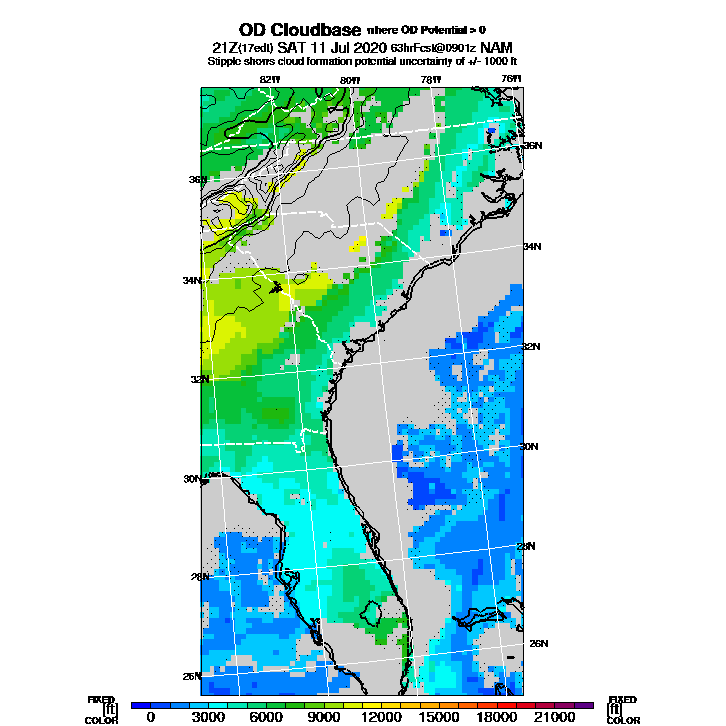 OD Cloudbase where OD Potential > 0
21Z(17edt) SAT 11 Jul 2020 63hrFcst@0901z NAM
Stipple shows cloud formation potential uncertainty of +/- 1000 ft
82W 80W 78W 76W
36N
36N
34N
34N
32N
32N
30N
30N
28N
28N
26N
26N
FIXED FIXED
[ft] [ft]
COLOR 0 3000 6000 9000 12000 15000 18000 21000 COLOR